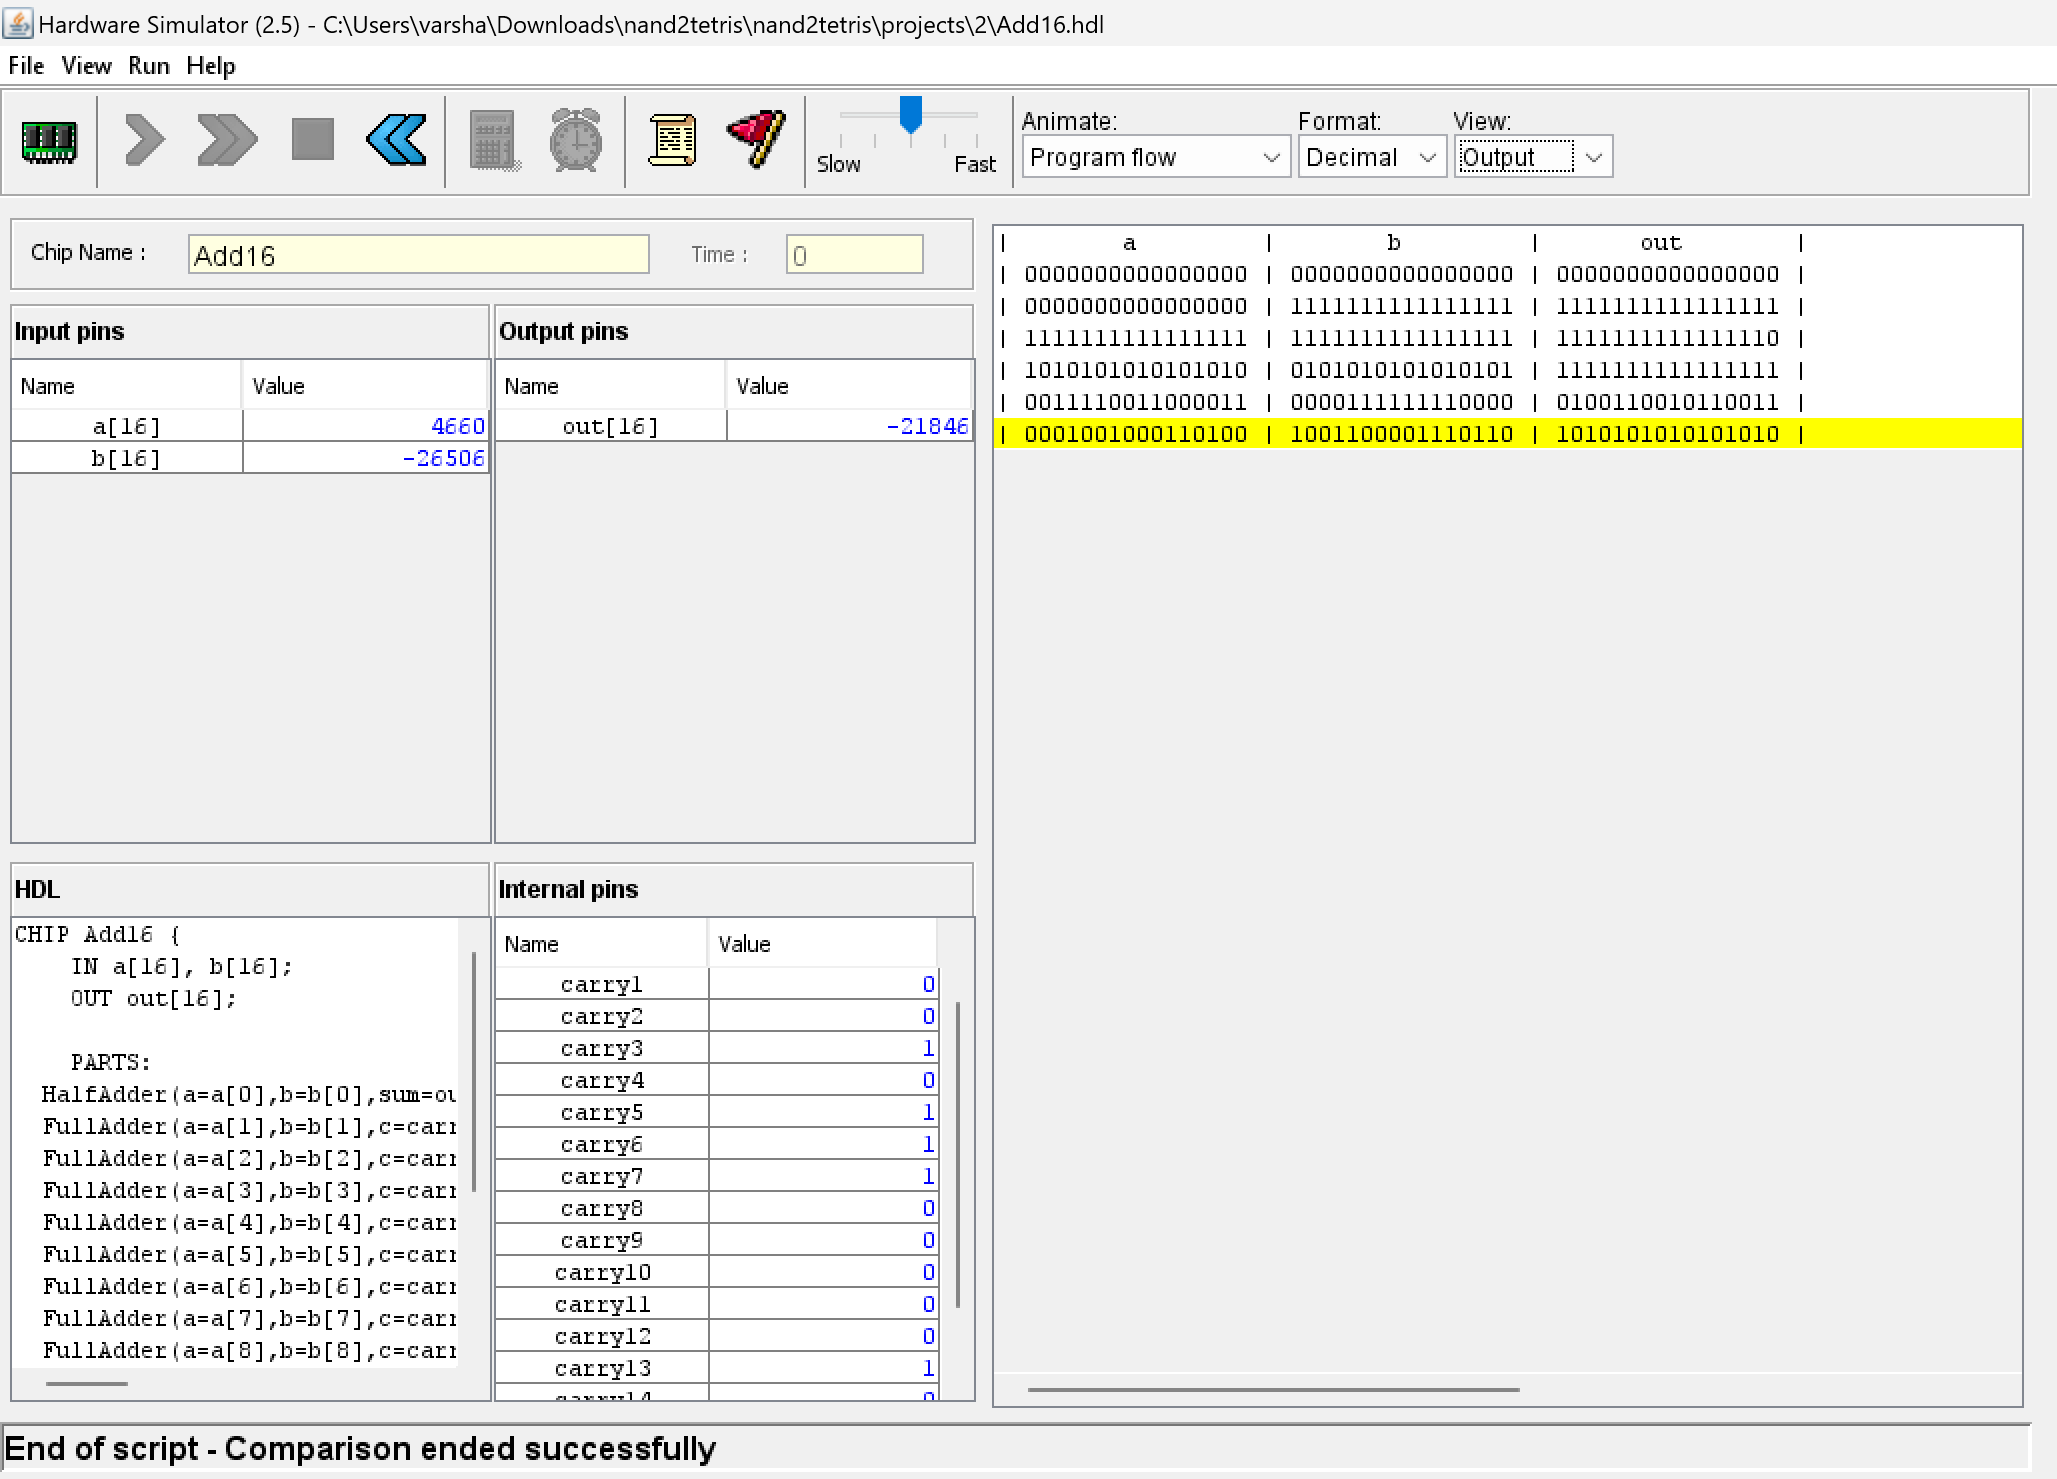 Hardware Simulator (2.5) - C:\Users\varsha\Downloads\nand2tetris\nand2tetris\projects\2\Add16.hdl
File View Run Help
Slow Fast
Animate: Format: View:
Program flow Decimal Output
Chip Name : Add16 Time : 0
Input pins
Name Value
a[16] 4660
b[16] -26506
Output pins
Name Value
out[16] -21846
| a | b | out |
| 0000000000000000 | 0000000000000000 | 0000000000000000 |
| 0000000000000000 | 1111111111111111 | 1111111111111111 |
| 1111111111111111 | 1111111111111111 | 1111111111111110 |
| 1010101010101010 | 0101010101010101 | 1111111111111111 |
| 0011110011000011 | 0000111111110000 | 0100110010110011 |
| 0001001000110100 | 1001100001110110 | 1010101010101010 |
HDL
CHIP Add16 {
IN a[16], b[16];
OUT out[16];
PARTS:
HalfAdder(a=a[0],b=b[0],sum=ou
FullAdder(a=a[1],b=b[1],c=carr
FullAdder(a=a[2],b=b[2],c=carr
FullAdder(a=a[3],b=b[3],c=carr
FullAdder(a=a[4],b=b[4],c=carr
FullAdder(a=a[5],b=b[5],c=carr
FullAdder(a=a[6],b=b[6],c=carr
FullAdder(a=a[7],b=b[7],c=carr
FullAdder(a=a[8],b=b[8],c=carr
Internal pins
Name Value
carry1 0
carry2 0
carry3 1
carry4 0
carry5 1
carry6 1
carry7 1
carry8 0
carry9 0
carry10 0
carry11 0
carry12 0
carry13 1
carry14 0
End of script - Comparison ended successfully